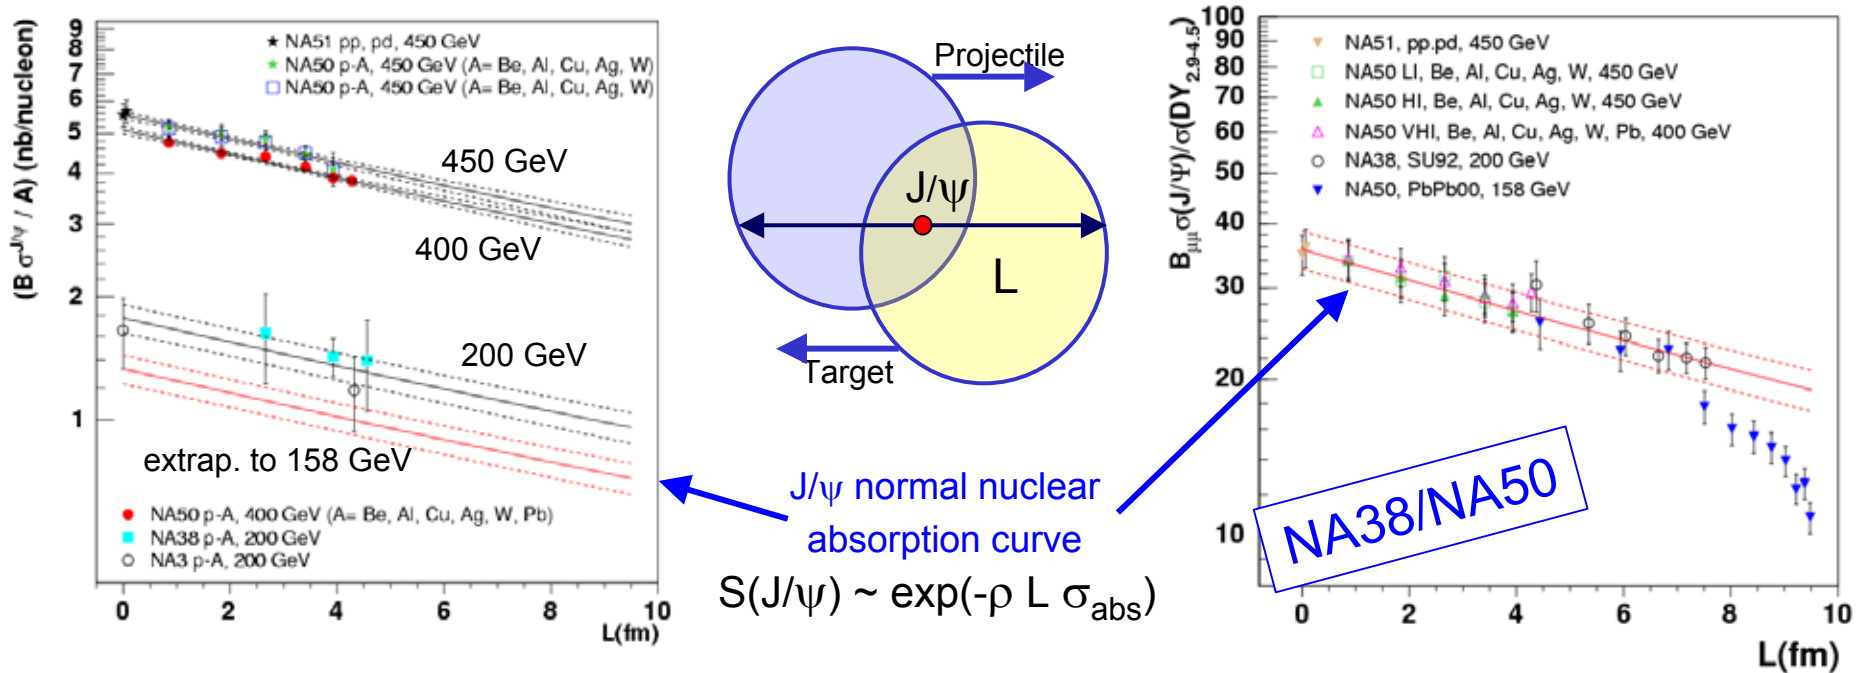 9
8
7
6
5
4
3
2
1
(B σ^J/ψ / A) (nb/nucleon)
NA51 pp, pd, 450 GeV
NA50 p-A, 450 GeV (A= Be, Al, Cu, Ag, W)
NA50 p-A, 450 GeV (A= Be, Al, Cu, Ag, W)
450 GeV
400 GeV
200 GeV
extrap. to 158 GeV
NA50 p-A, 400 GeV (A= Be, Al, Cu, Ag, W, Pb)
NA38 p-A, 200 GeV
NA3 p-A, 200 GeV
0 2 4 6 8 10
L(fm)
Projectile
J/ψ
L
Target
J/ψ normal nuclear
absorption curve
S(J/ψ) ~ exp(-ρ L σabs)
100
90
80
70
60
50
40
30
20
10
Bμμσ(J/Ψ)/σ(DY2.9-4.5)
NA51, pp.pd, 450 GeV
NA50 LI, Be, Al, Cu, Ag, W, 450 GeV
NA50 HI, Be, Al, Cu, Ag, W, 450 GeV
NA50 VHI, Be, Al, Cu, Ag, W, Pb, 400 GeV
NA38, SU92, 200 GeV
NA50, PbPb00, 158 GeV
NA38/NA50
0 2 4 6 8 10
L(fm)